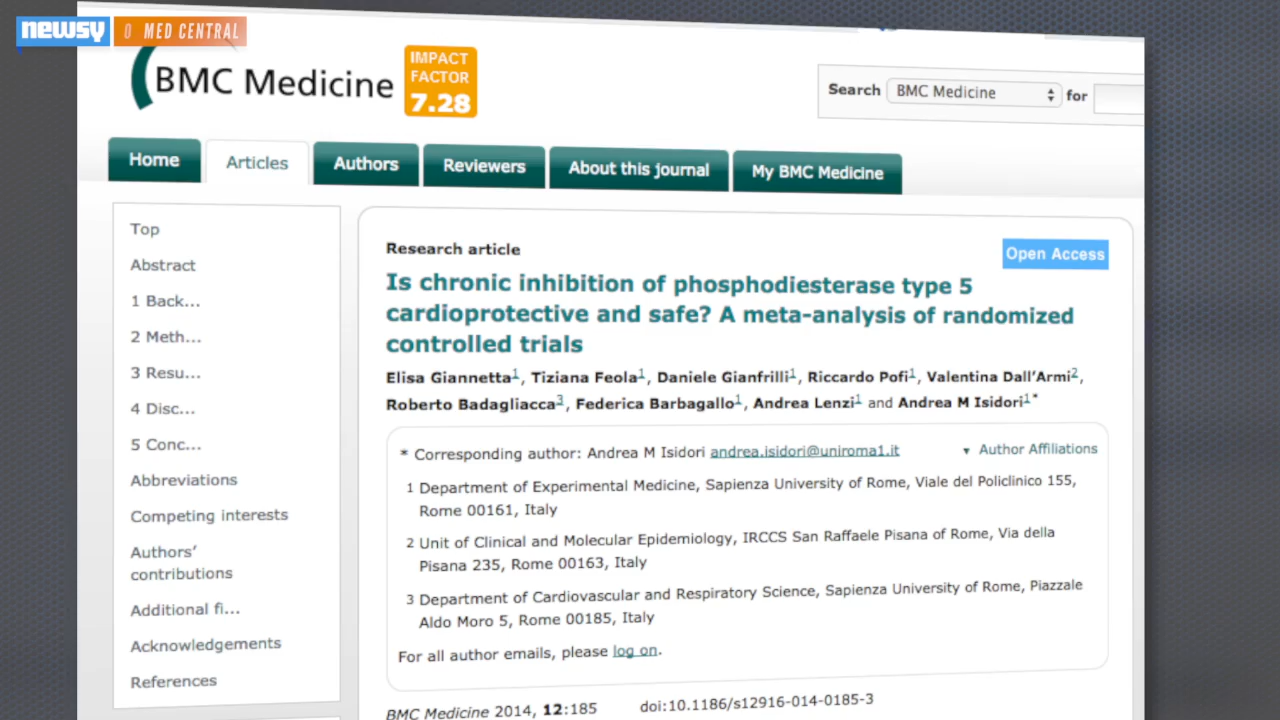 newsy
MED CENTRAL
BMC Medicine
IMPACT
FACTOR
7.28
Search BMC Medicine for
Home Articles Authors Reviewers About this journal My BMC Medicine
Top
Abstract
1 Back...
2 Meth...
3 Resu...
4 Disc...
5 Conc...
Abbreviations
Competing interests
Authors’
contributions
Additional fi...
Acknowledgements
References
Research article
Open Access
Is chronic inhibition of phosphodiesterase type 5
cardioprotective and safe? A meta-analysis of randomized
controlled trials
Elisa Giannetta1, Tiziana Feola1, Daniele Gianfrilli1, Riccardo Pofi1, Valentina Dall’Armi2,
Roberto Badagliacca3, Federica Barbagallo1, Andrea Lenzi1 and Andrea M Isidori1*
* Corresponding author: Andrea M Isidori andrea.isidori@uniroma1.it ▼ Author Affiliations
1 Department of Experimental Medicine, Sapienza University of Rome, Viale del Policlinico 155,
Rome 00161, Italy
2 Unit of Clinical and Molecular Epidemiology, IRCCS San Raffaele Pisana of Rome, Via della
Pisana 235, Rome 00163, Italy
3 Department of Cardiovascular and Respiratory Science, Sapienza University of Rome, Piazzale
Aldo Moro 5, Rome 00185, Italy
For all author emails, please log on.
BMC Medicine 2014, 12:185 doi:10.1186/s12916-014-0185-3